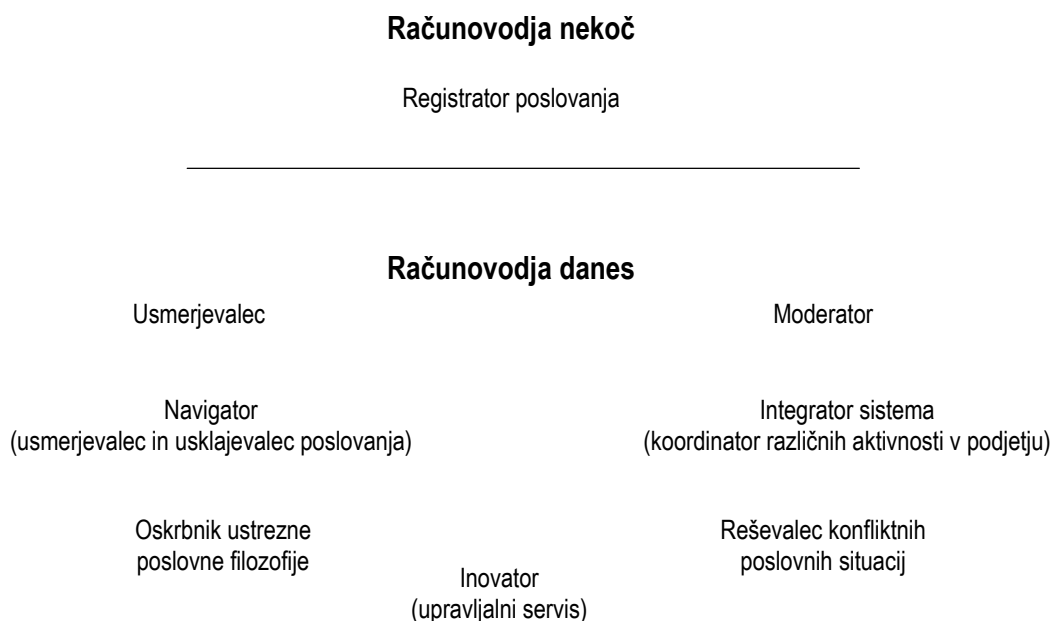 Računovodja nekoč
Registrator poslovanja
Računovodja danes
Usmerjevalec
Moderator
Navigator
(usmerjevalec in usklajevalec poslovanja)
Integrator sistema
(koordinator različnih aktivnosti v podjetju)
Oskrbnik ustrezne
poslovne filozofije
Reševalec konfliktnih
poslovnih situacij
Inovator
(upravljalni servis)